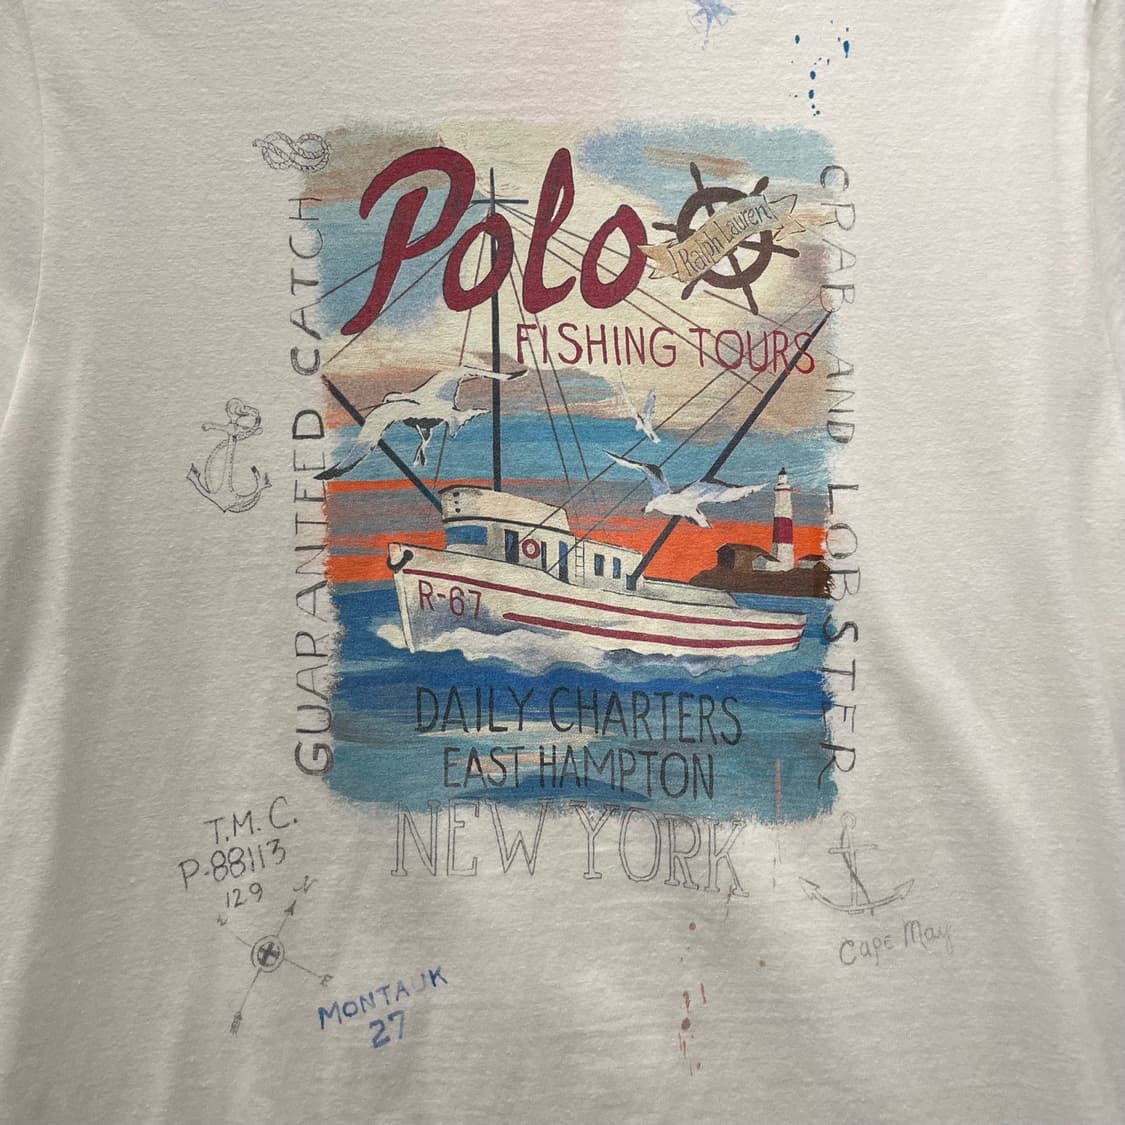 Polo
Ralph Lauren
FISHING TOURS
GUARANTEED CATCH
CRAB AND LOBSTER
R-67
DAILY CHARTERS
EAST HAMPTON
NEW YORK
T.M.C.
P-88113
129
MONTAUK
27
Cape May